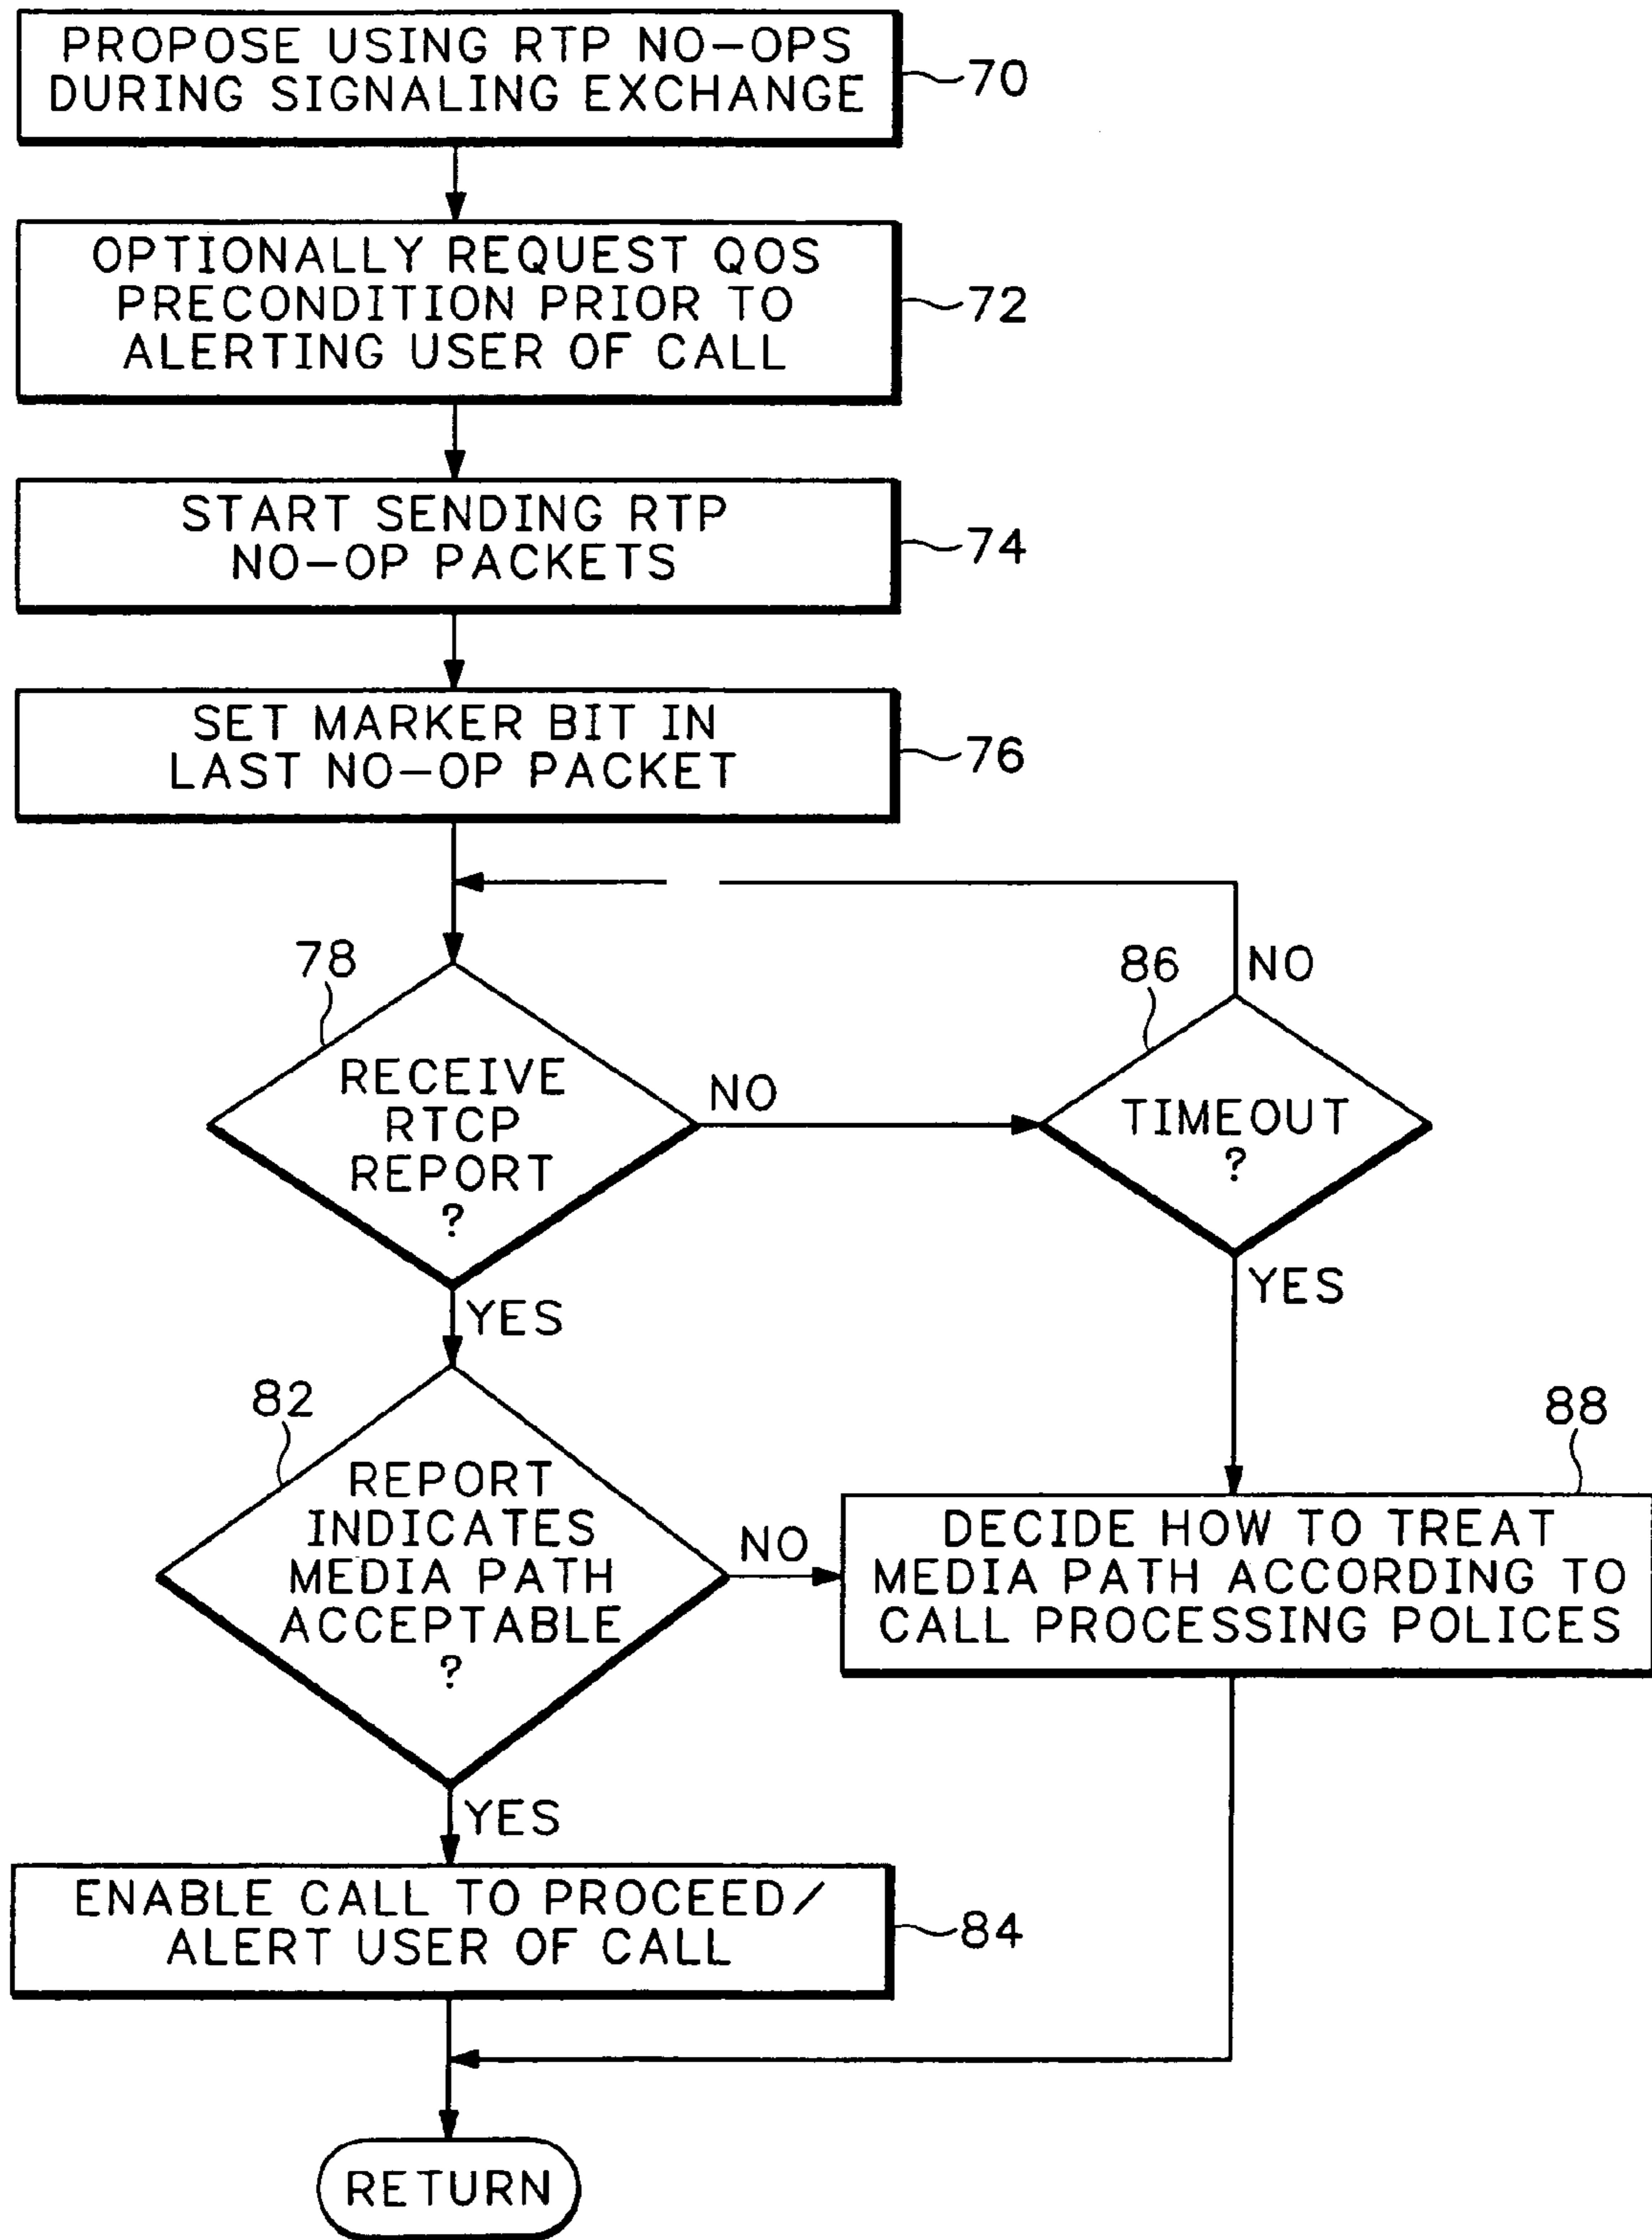 PROPOSE USING RTP NO-OPS
DURING SIGNALING EXCHANGE
70
OPTIONALLY REQUEST QOS
PRECONDITION PRIOR TO
ALERTING USER OF CALL
72
START SENDING RTP
NO-OP PACKETS
74
SET MARKER BIT IN
LAST NO-OP PACKET
76
78
RECEIVE
RTCP
REPORT
?
NO
YES
86
NO
TIMEOUT
?
YES
82
REPORT
INDICATES
MEDIA PATH
ACCEPTABLE
?
NO
YES
88
DECIDE HOW TO TREAT
MEDIA PATH ACCORDING TO
CALL PROCESSING POLICES
ENABLE CALL TO PROCEED/
ALERT USER OF CALL
84
RETURN